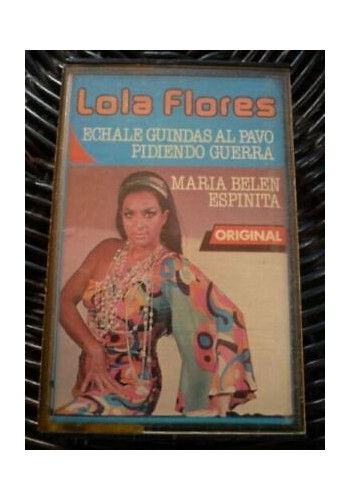 Lola Flores
ECHALE GUINDAS AL PAVO
PIDIENDO GUERRA
MARIA BELEN
ESPINITA
ORIGINAL